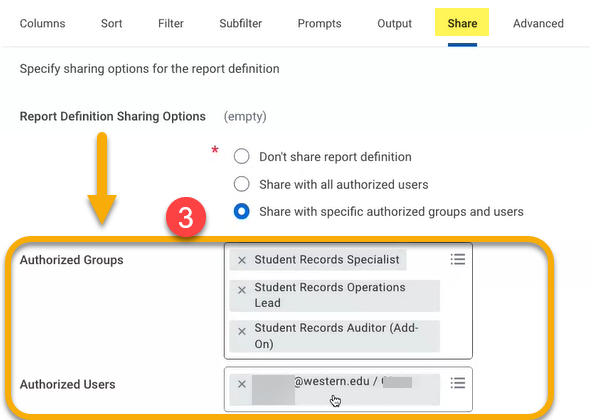 Columns Sort Filter Subfilter Prompts Output Share Advanced
Specify sharing options for the report definition
Report Definition Sharing Options (empty)
* Don't share report definition
Share with all authorized users
3 Share with specific authorized groups and users
Authorized Groups × Student Records Specialist
× Student Records Operations
Lead
× Student Records Auditor (Add-
On)
Authorized Users × @western.edu /